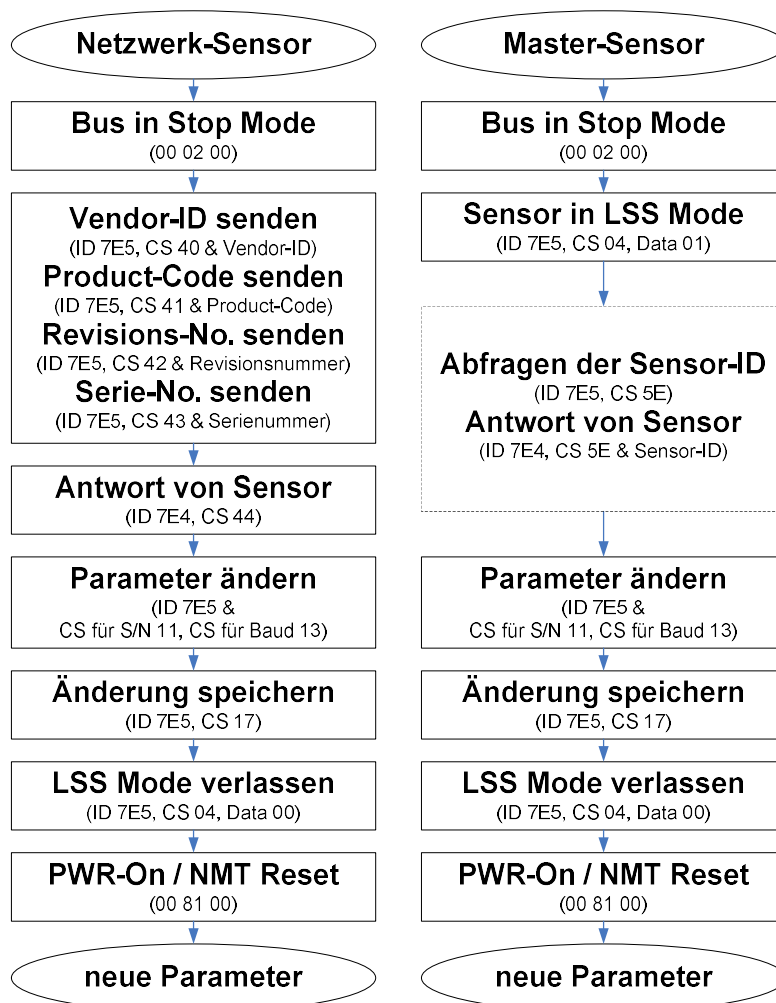 Netzwerk-Sensor
Bus in Stop Mode
(00 02 00)
Vendor-ID senden
(ID 7E5, CS 40 & Vendor-ID)
Product-Code senden
(ID 7E5, CS 41 & Product-Code)
Revisions-No. senden
(ID 7E5, CS 42 & Revisionsnummer)
Serie-No. senden
(ID 7E5, CS 43 & Serienummer)
Antwort von Sensor
(ID 7E4, CS 44)
Parameter ändern
(ID 7E5 &
CS für S/N 11, CS für Baud 13)
Änderung speichern
(ID 7E5, CS 17)
LSS Mode verlassen
(ID 7E5, CS 04, Data 00)
PWR-On / NMT Reset
(00 81 00)
neue Parameter
Master-Sensor
Bus in Stop Mode
(00 02 00)
Sensor in LSS Mode
(ID 7E5, CS 04, Data 01)
Abfragen der Sensor-ID
(ID 7E5, CS 5E)
Antwort von Sensor
(ID 7E4, CS 5E & Sensor-ID)
Parameter ändern
(ID 7E5 &
CS für S/N 11, CS für Baud 13)
Änderung speichern
(ID 7E5, CS 17)
LSS Mode verlassen
(ID 7E5, CS 04, Data 00)
PWR-On / NMT Reset
(00 81 00)
neue Parameter